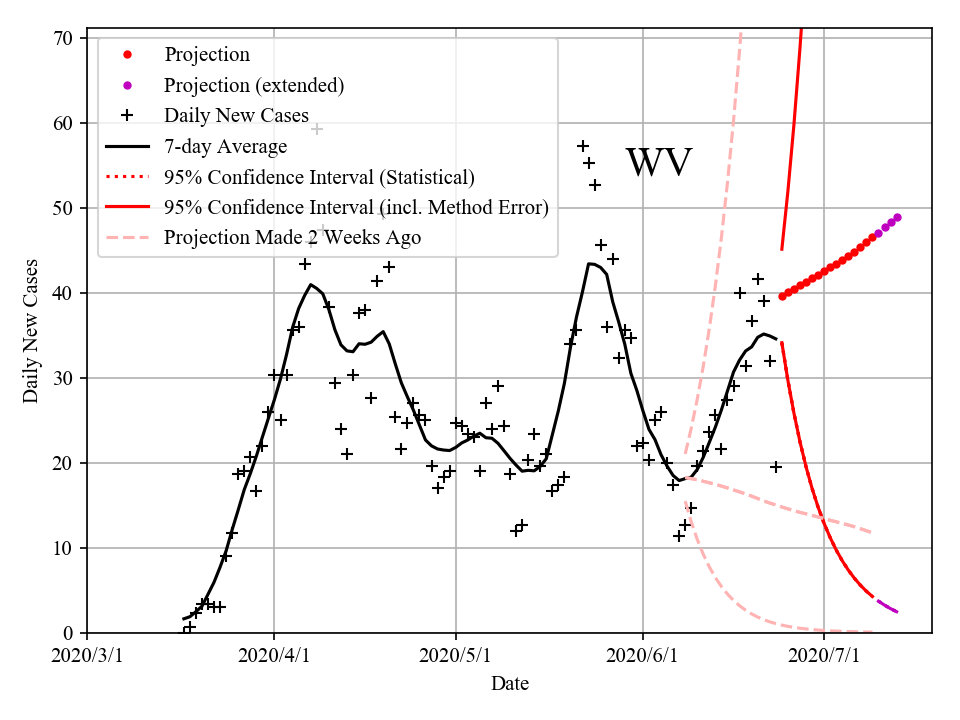 70
60
50
40
30
20
10
0
Daily New Cases
Projection
Projection (extended)
Daily New Cases
7-day Average
95% Confidence Interval (Statistical)
95% Confidence Interval (incl. Method Error)
Projection Made 2 Weeks Ago
WV
2020/3/1 2020/4/1 2020/5/1 2020/6/1 2020/7/1
Date